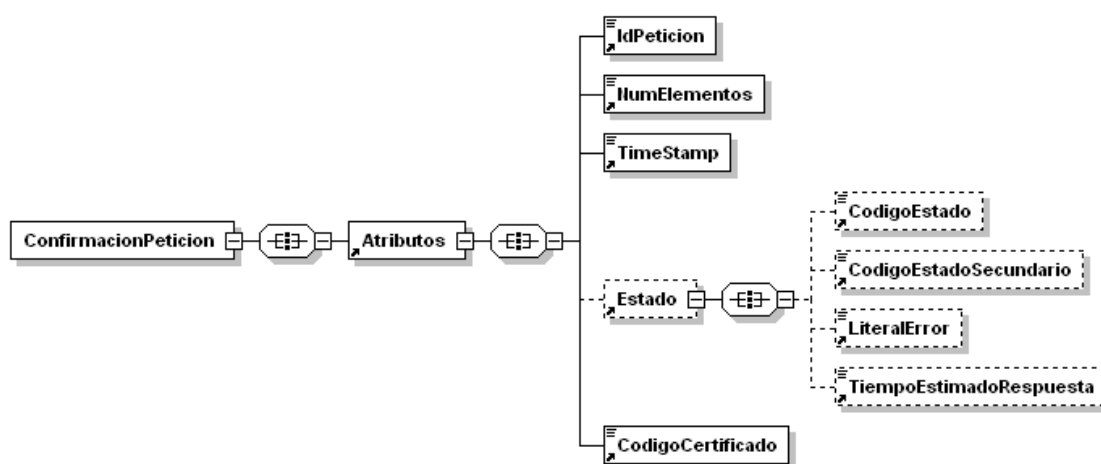 IdPeticion
NumElementos
TimeStamp
ConfirmacionPeticion
Atributos
Estado
CodigoEstado
CodigoEstadoSecundario
LiteralError
TiempoEstimadoRespuesta
CodigoCertificado